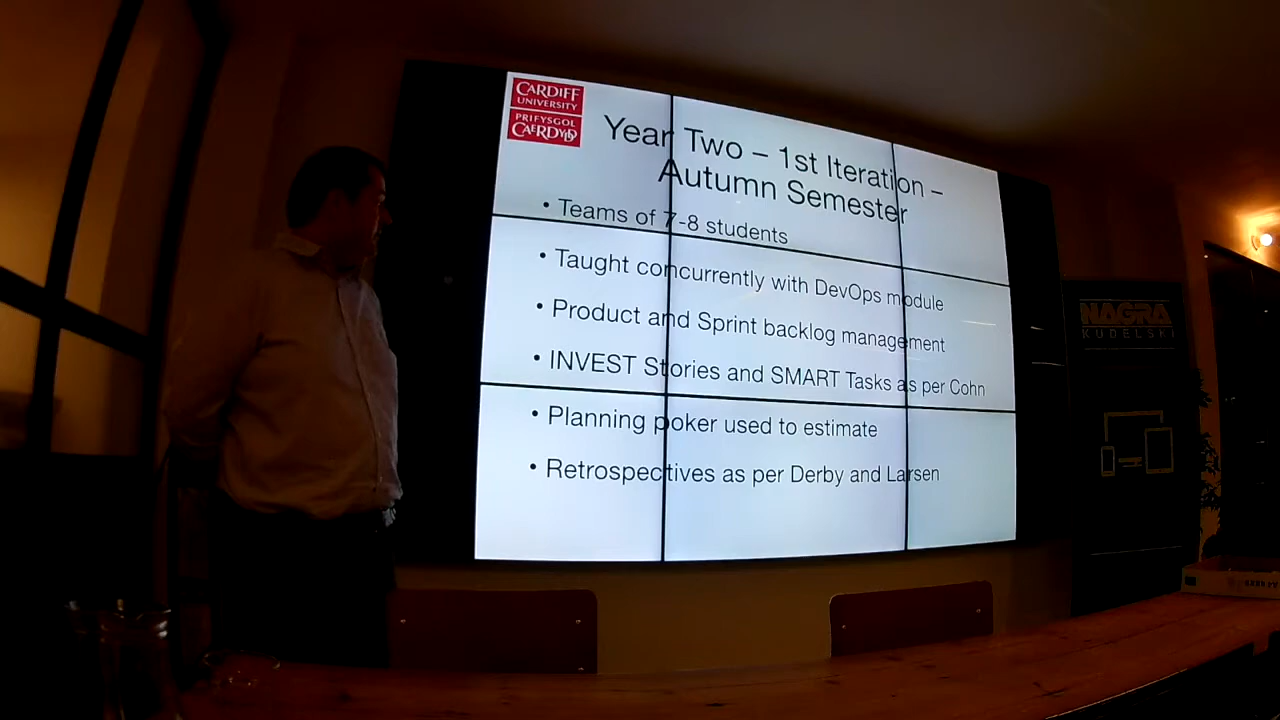 CARDIFF
UNIVERSITY
PRIFYSGOL
CAERDYDD
Year Two – 1st Iteration –
Autumn Semester
• Teams of 7-8 students
• Taught concurrently with DevOps module
• Product and Sprint backlog management
• INVEST Stories and SMART Tasks as per Cohn
• Planning poker used to estimate
• Retrospectives as per Derby and Larsen
NAGRA
KUDELSKI